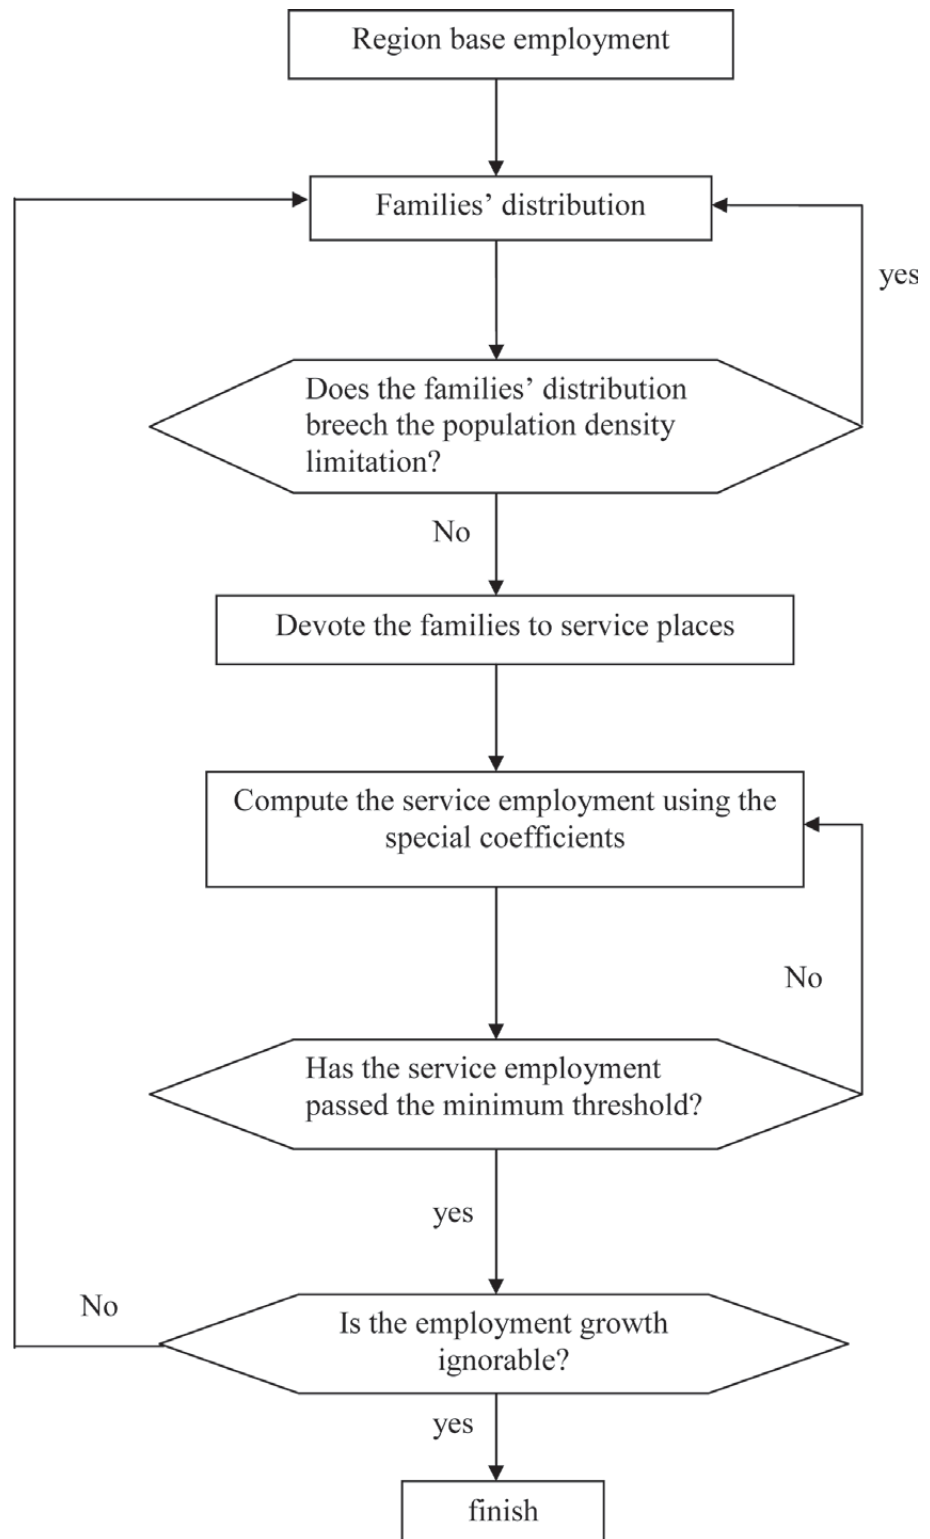 Region base employment
Families’ distribution
yes
Does the families’ distribution
breech the population density
limitation?
No
Devote the families to service places
Compute the service employment using the
special coefficients
No
Has the service employment
passed the minimum threshold?
yes
No
Is the employment growth
ignorable?
yes
finish